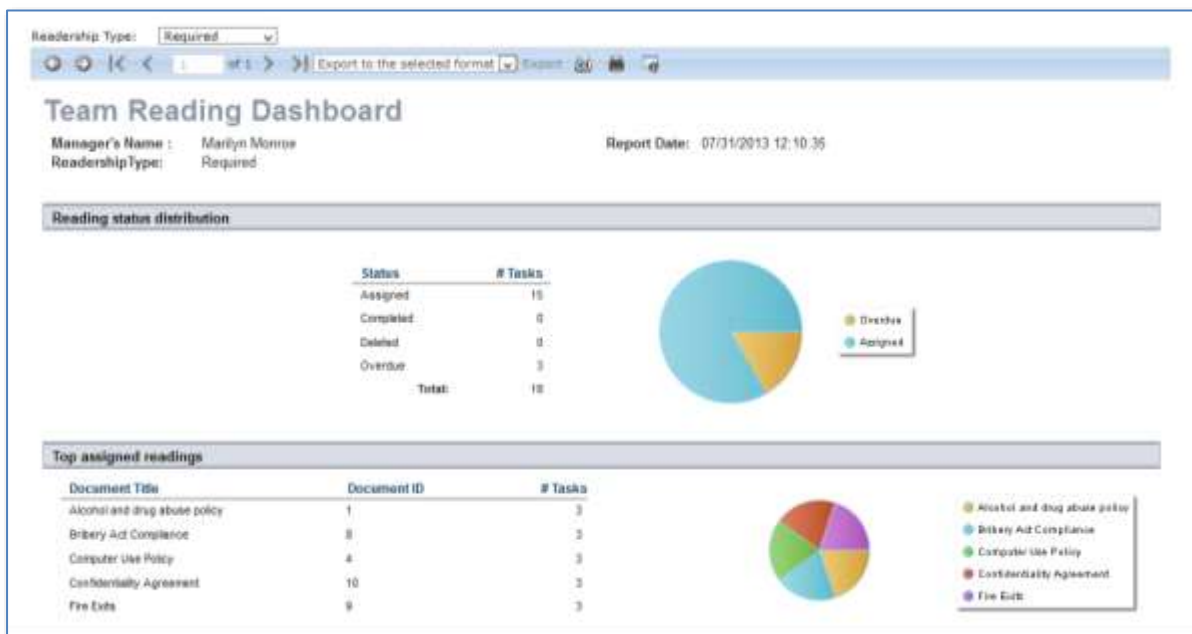 Readership Type: Required
1 of 1 Export to the selected format Export
Team Reading Dashboard
Manager's Name : Marilyn Monroe Report Date: 07/31/2013 12:10:36
ReadershipType: Required
Reading status distribution
Status # Tasks
Assigned 15
Completed 0
Deleted 0
Overdue 3
Total: 18
Overdue
Assigned
Top assigned readings
Document Title Document ID # Tasks
Alcohol and drug abuse policy 1 3
Bribery Act Compliance 8 3
Computer Use Policy 4 3
Confidentiality Agreement 10 3
Fire Exits 9 3
Alcohol and drug abuse policy
Bribery Act Compliance
Computer Use Policy
Confidentiality Agreement
Fire Exits